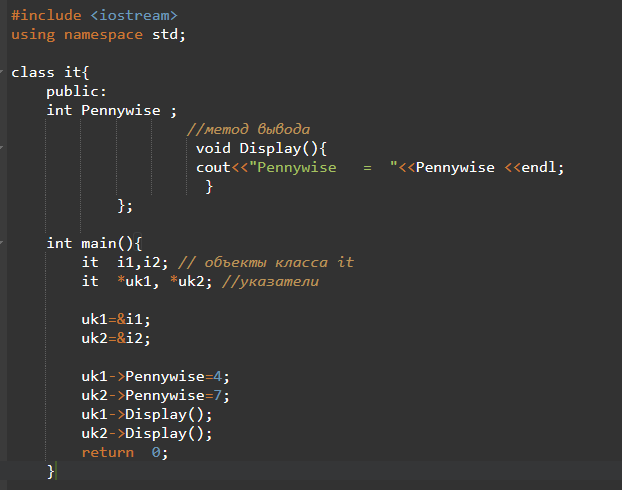 #include <iostream>
using namespace std;
class it{
public:
int Pennywise ;
//метод вывода
void Display(){
cout<<"Pennywise   =  "<<Pennywise <<endl;
}
};
int main(){
it  i1,i2; // объекты класса it
it  *uk1, *uk2; //указатели
uk1=&i1;
uk2=&i2;
uk1->Pennywise=4;
uk2->Pennywise=7;
uk1->Display();
uk2->Display();
return  0;
}